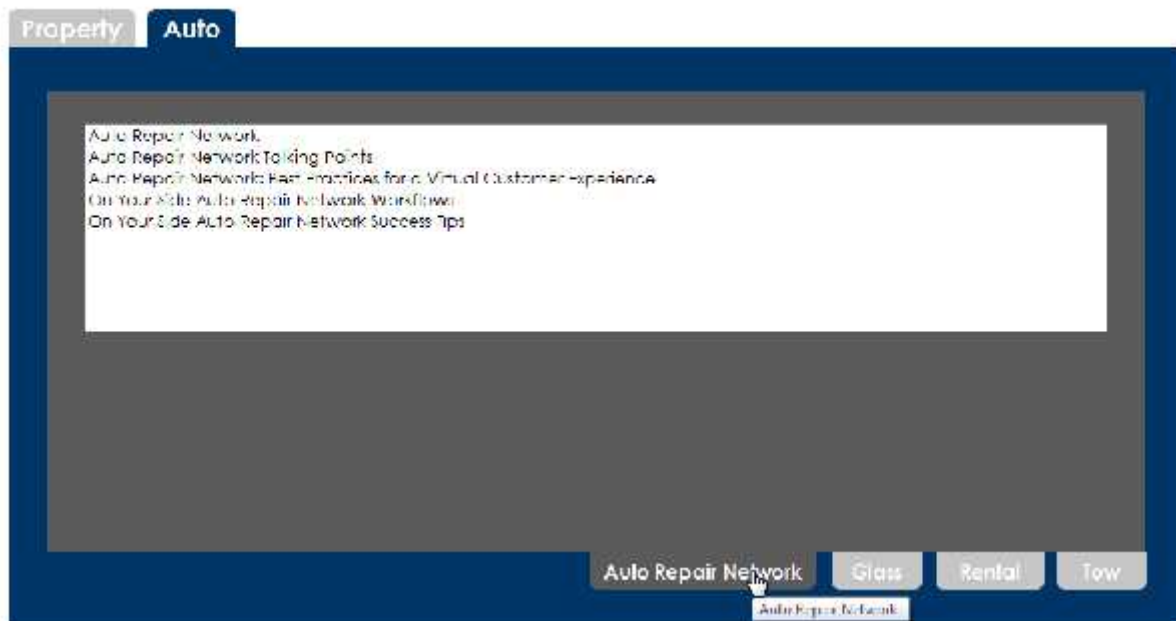 Property
Auto
Auto Repair Network
Auto Repair Network Talking Points
Auto Repair Network: Best Practices for a Virtual Customer Experience
On Your Side Auto Repair Network Workflows
On Your Side Auto Repair Network Success Tips
Auto Repair Network
Glass
Rental
Tow
Auto Repair Network